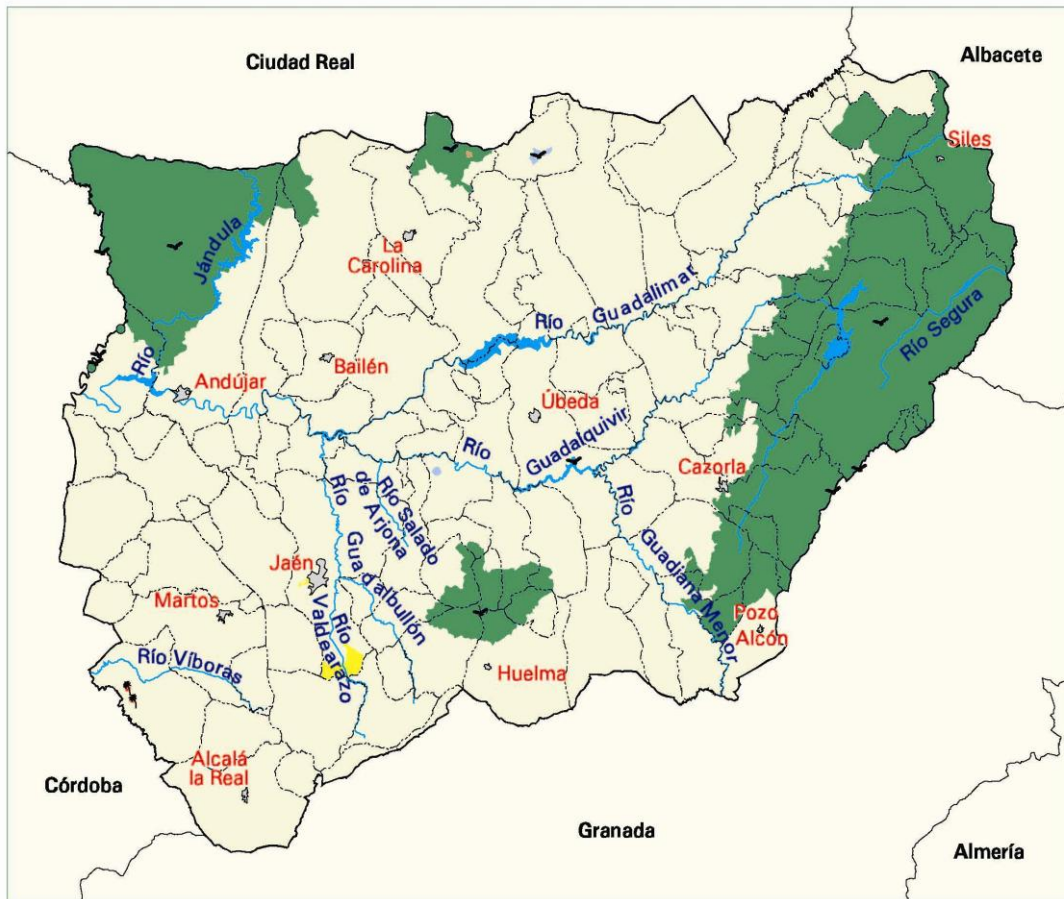 Ciudad Real
Albacete
Siles
Jándula
La
Carolina
Río
Guadalimar
Río Segura
Río
Andújar
Bailén
Úbeda
Río
Guadalquivir
Cazorla
Río
Guadalbullón
Río Salado
de Arjona
Río
Guadiana Menor
Jaén
Martos
Río
Valdearazo
Pozo
Alcón
Río Víboras
Huelma
Alcalá
la Real
Córdoba
Granada
Almería